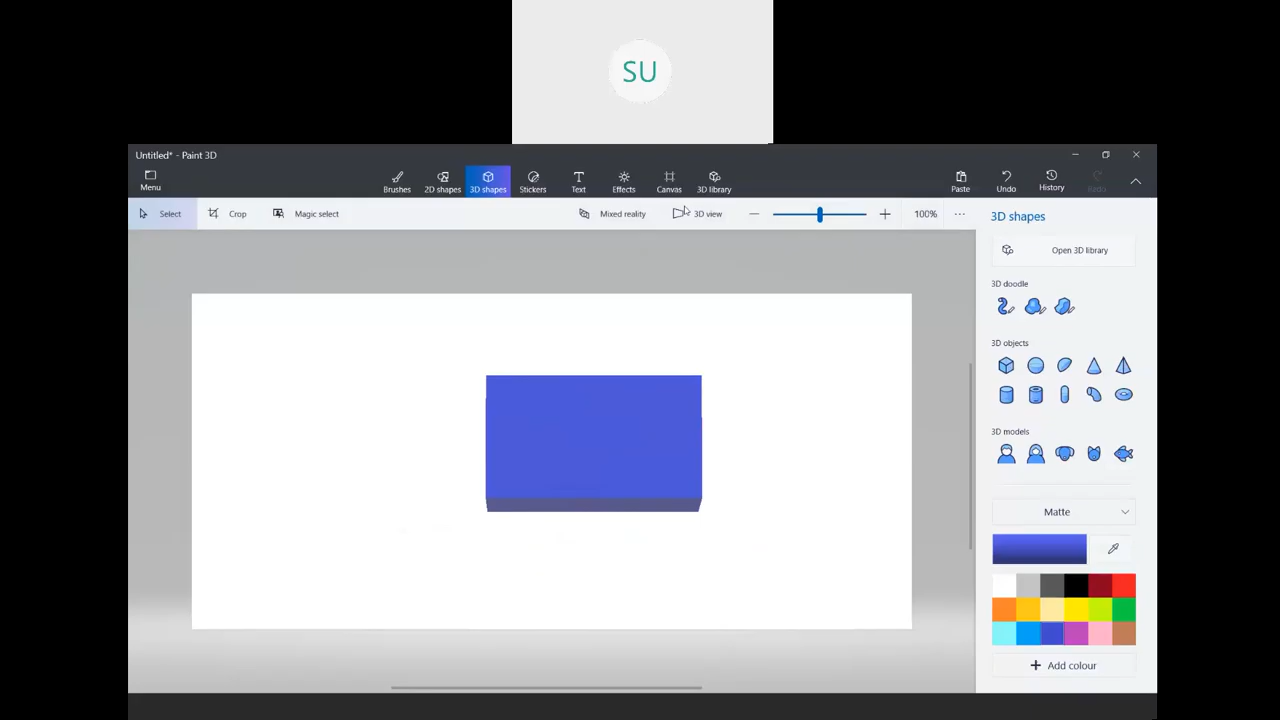 SU
Untitled* - Paint 3D
Menu
Brushes
2D shapes
3D shapes
Stickers
Text
Effects
Canvas
3D library
Paste
Undo
History
Redo
Select
Crop
Magic select
Mixed reality
3D view
100%
3D shapes
Open 3D library
3D doodle
3D objects
3D models
Matte
Add colour